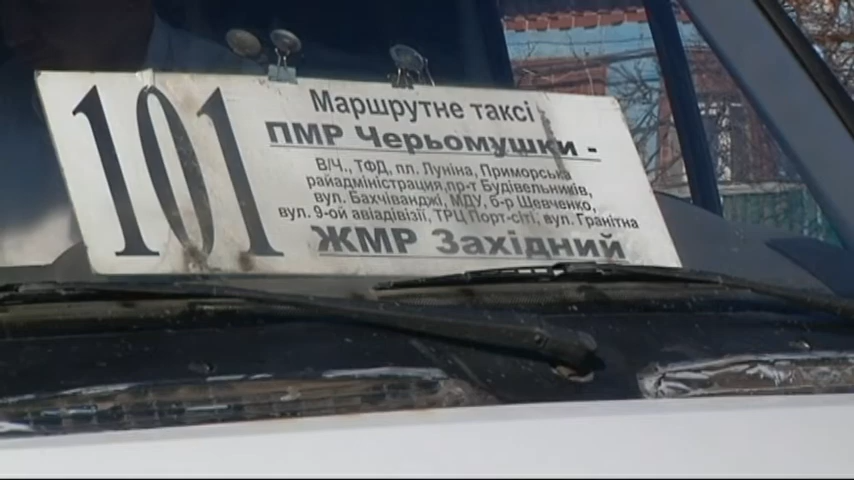 101
Маршрутне таксі
ПМР Черьомушки -
В/Ч., ТФД, пл. Луніна, Приморська
райадміністрация,пр-т Будівельників,
вул. Бахчіванджі, МДУ, б-р Шевченко,
вул. 9-ой авіадівізії, ТРЦ Порт-сіті, вул. Гранітна
ЖМР Західний